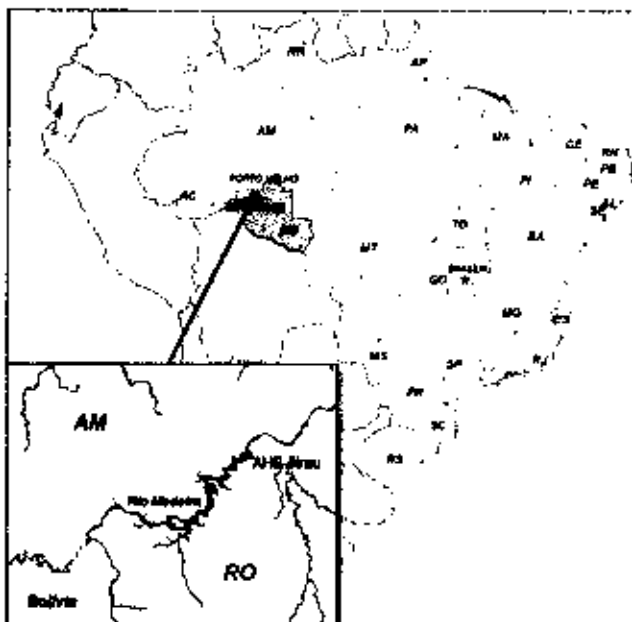 RR
AP
AM
PA
MA
CE
RN
PB
PE
AL
SE
PI
PORTO VELHO
AC
RO
TO
BA
MT
GO
BRASÍLIA
MG
ES
MS
SP
RJ
PR
SC
RS
AM
AHE Jirau
Rio Madeira
RO
Bolívia